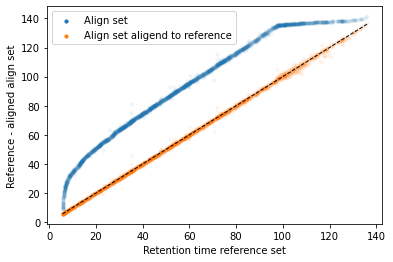 Align set
Align set aligend to reference
140
120
100
80
60
40
20
0
Reference - aligned align set
0 20 40 60 80 100 120 140
Retention time reference set